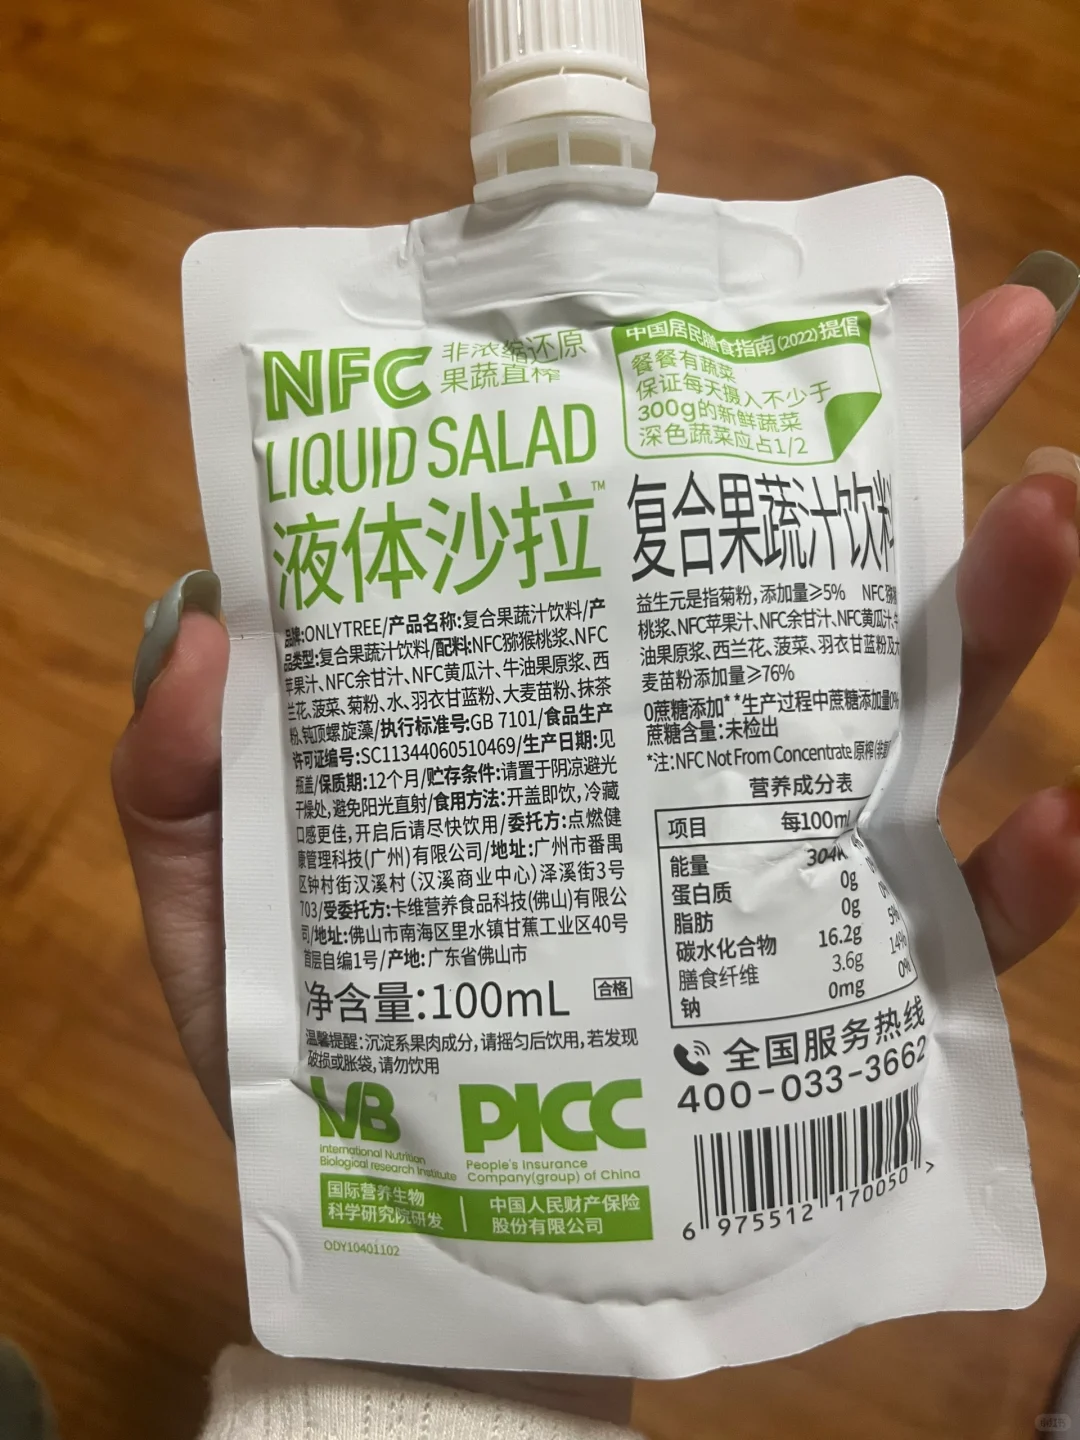 NFC 非浓缩还原
果蔬直榨
LIQUID SALAD
液体沙拉™
品牌:ONLYTREE/产品名称:复合果蔬汁饮料/产
品类型:复合果蔬汁饮料/配料:NFC猕猴桃浆、NFC
苹果汁、NFC余甘汁、NFC黄瓜汁、牛油果原浆、西
兰花、菠菜、菊粉、水、羽衣甘蓝粉、大麦苗粉、抹茶
粉、钝顶螺旋藻/执行标准号:GB 7101/食品生产
许可证编号:SC11344060510469/生产日期:见
瓶盖/保质期:12个月/贮存条件:请置于阴凉避光
干燥处,避免阳光直射/食用方法:开盖即饮,冷藏
口感更佳,开启后请尽快饮用/委托方:点燃健
康管理科技(广州)有限公司/地址:广州市番禺
区钟村街汉溪村(汉溪商业中心)泽溪街3号
703/受委托方:卡维营养食品科技(佛山)有限公
司/地址:佛山市南海区里水镇甘蕉工业区40号
首层自编1号/产地:广东省佛山市
净含量:100mL 合格
温馨提醒:沉淀系果肉成分,请摇匀后饮用,若发现
破损或胀袋,请勿饮用
International Nutrition
Biological research Institute
国际营养生物
科学研究院研发
PICC
People's Insurance
Company(group) of China
中国人民财产保险
股份有限公司
ODY10401102
中国居民膳食指南(2022)提倡
餐餐有蔬菜
保证每天摄入不少于
300g的新鲜蔬菜
深色蔬菜应占1/2
复合果蔬汁饮料
益生元是指菊粉,添加量≥5% NFC猕猴
桃浆、NFC苹果汁、NFC余甘汁、NFC黄瓜汁、牛
油果原浆、西兰花、菠菜、羽衣甘蓝粉及大
麦苗粉添加量≥76%
0蔗糖添加**生产过程中蔗糖添加量0%
蔗糖含量:未检出
*注:NFC Not From Concentrate 原榨
营养成分表
项目 每100mL
能量 304k
蛋白质 0g 0%
脂肪 0g 0%
碳水化合物 16.2g 5%
膳食纤维 3.6g 14%
钠 0mg 0%
全国服务热线
400-033-3662
6 975512 170050 >